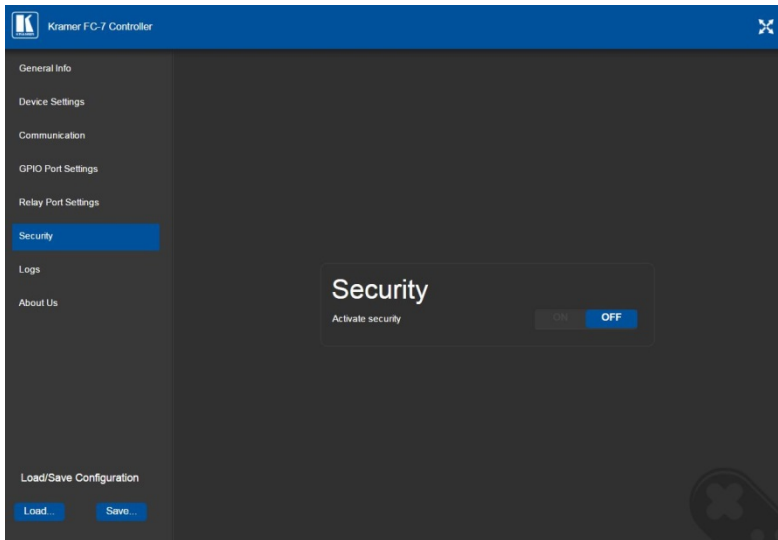 Kramer FC-7 Controller
General Info
Device Settings
Communication
GPIO Port Settings
Relay Port Settings
Security
Logs
About Us
Security
Activate security
ON OFF
Load/Save Configuration
Load... Save...